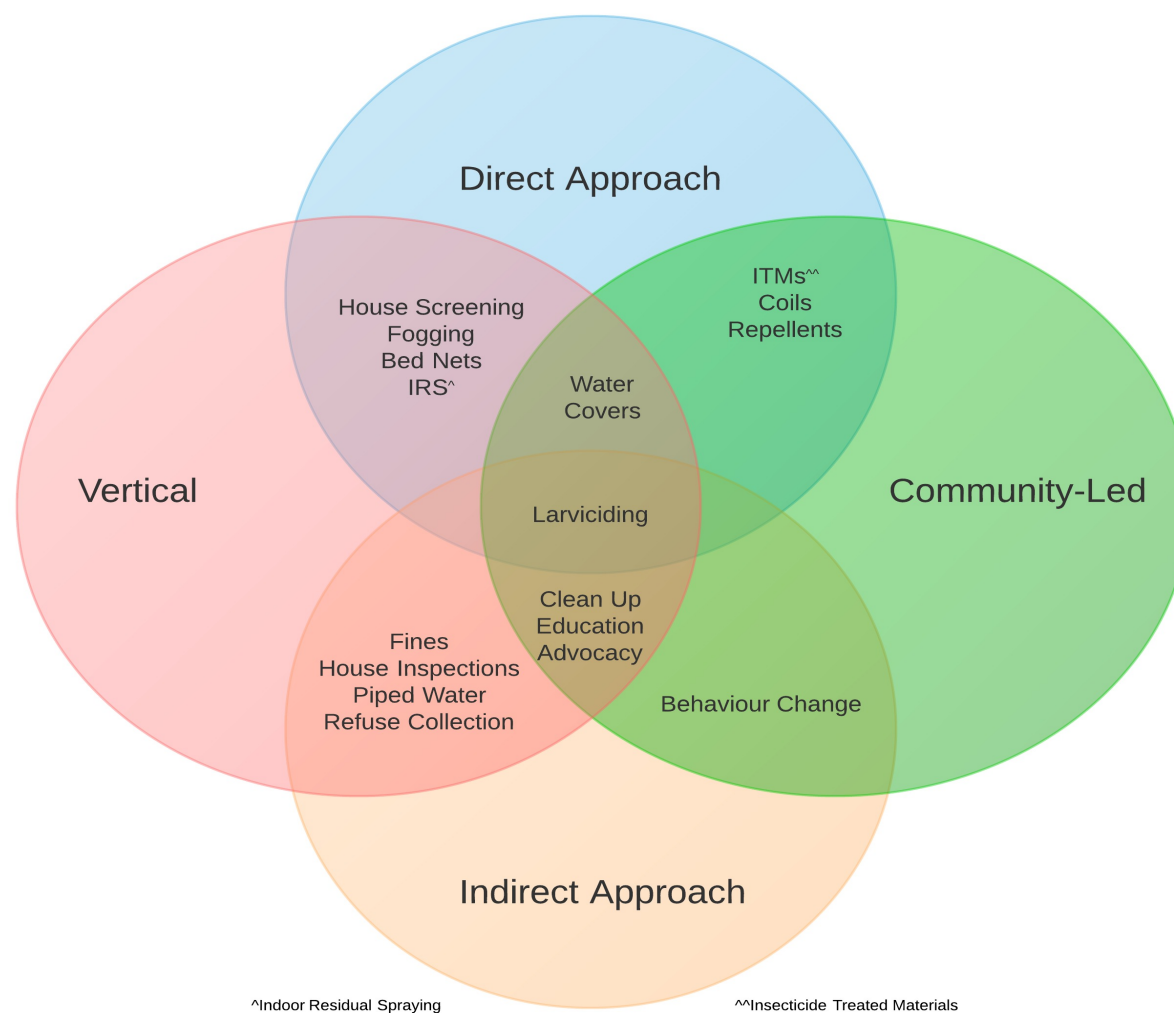 Direct Approach
ITMs^^
Coils
Repellents
House Screening
Fogging
Bed Nets
IRS^
Water
Covers
Vertical
Community-Led
Larviciding
Clean Up
Education
Advocacy
Fines
House Inspections
Piped Water
Refuse Collection
Behaviour Change
Indirect Approach
^Indoor Residual Spraying
^^Insecticide Treated Materials